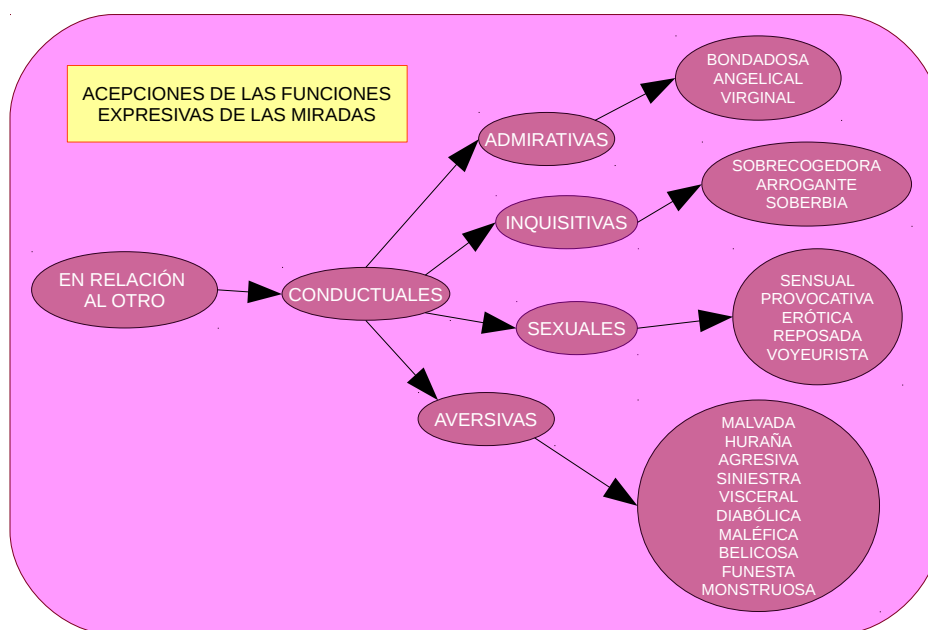 ACEPCIONES DE LAS FUNCIONES
EXPRESIVAS DE LAS MIRADAS
EN RELACIÓN
AL OTRO
CONDUCTUALES
ADMIRATIVAS
BONDADOSA
ANGELICAL
VIRGINAL
INQUISITIVAS
SOBRECOGEDORA
ARROGANTE
SOBERBIA
SEXUALES
SENSUAL
PROVOCATIVA
ERÓTICA
REPOSADA
VOYEURISTA
AVERSIVAS
MALVADA
HURAÑA
AGRESIVA
SINIESTRA
VISCERAL
DIABÓLICA
MALÉFICA
BELICOSA
FUNESTA
MONSTRUOSA